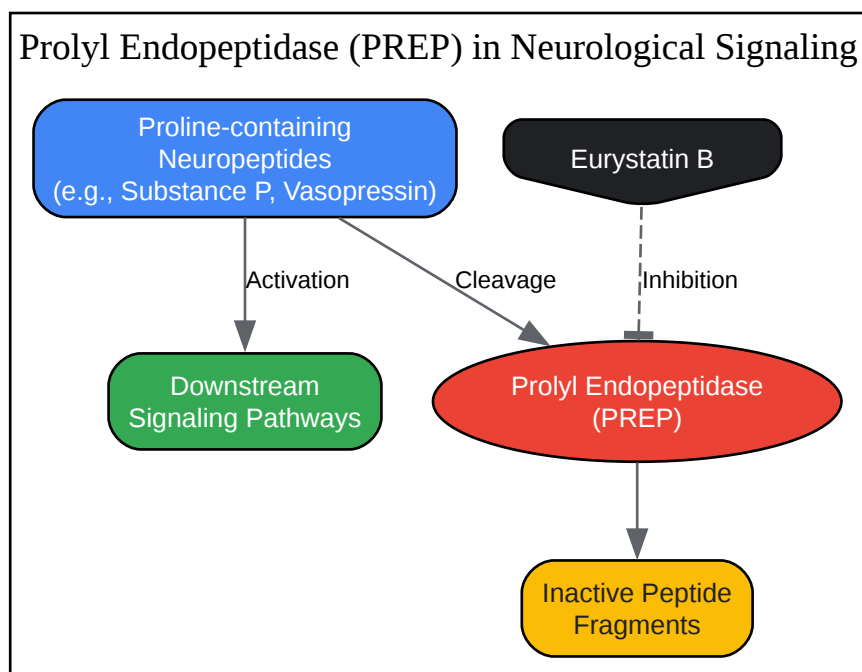 Prolyl Endopeptidase (PREP) in Neurological Signaling
Proline-containing
Neuropeptides
(e.g., Substance P, Vasopressin)
Eurystatin B
Activation
Cleavage
Inhibition
Downstream
Signaling Pathways
Prolyl Endopeptidase
(PREP)
Inactive Peptide
Fragments